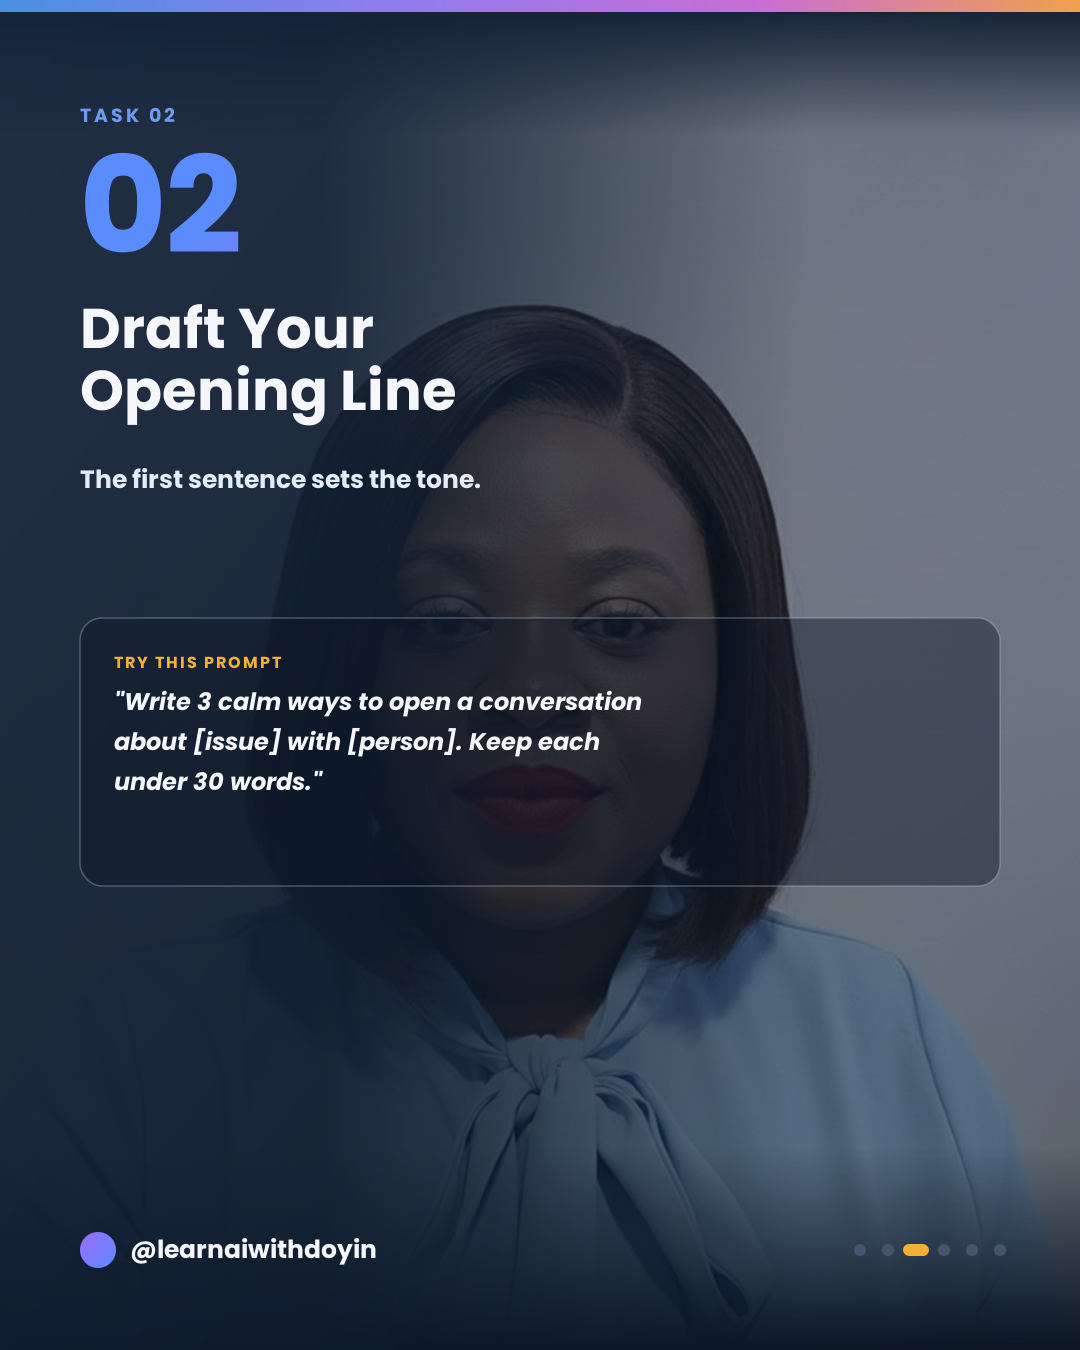 TASK 02
02
Draft Your
Opening Line
The first sentence sets the tone.
TRY THIS PROMPT
"Write 3 calm ways to open a conversation
about [issue] with [person]. Keep each
under 30 words."
@learnaiwithdoyin